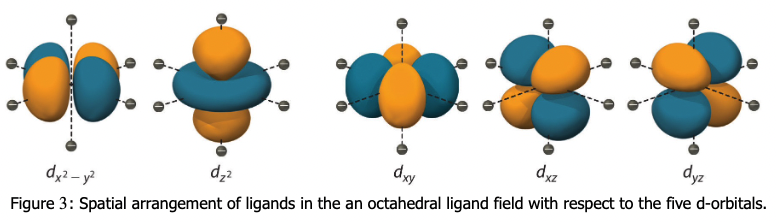 dx² – y² dz² dxy dxz dyz
Figure 3: Spatial arrangement of ligands in the an octahedral ligand field with respect to the five d-orbitals.